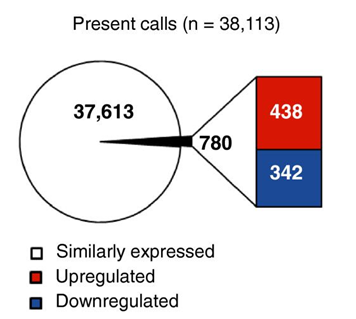 Present calls (n = 38,113)
37,613
780
438
342
Similarly expressed
Upregulated
Downregulated